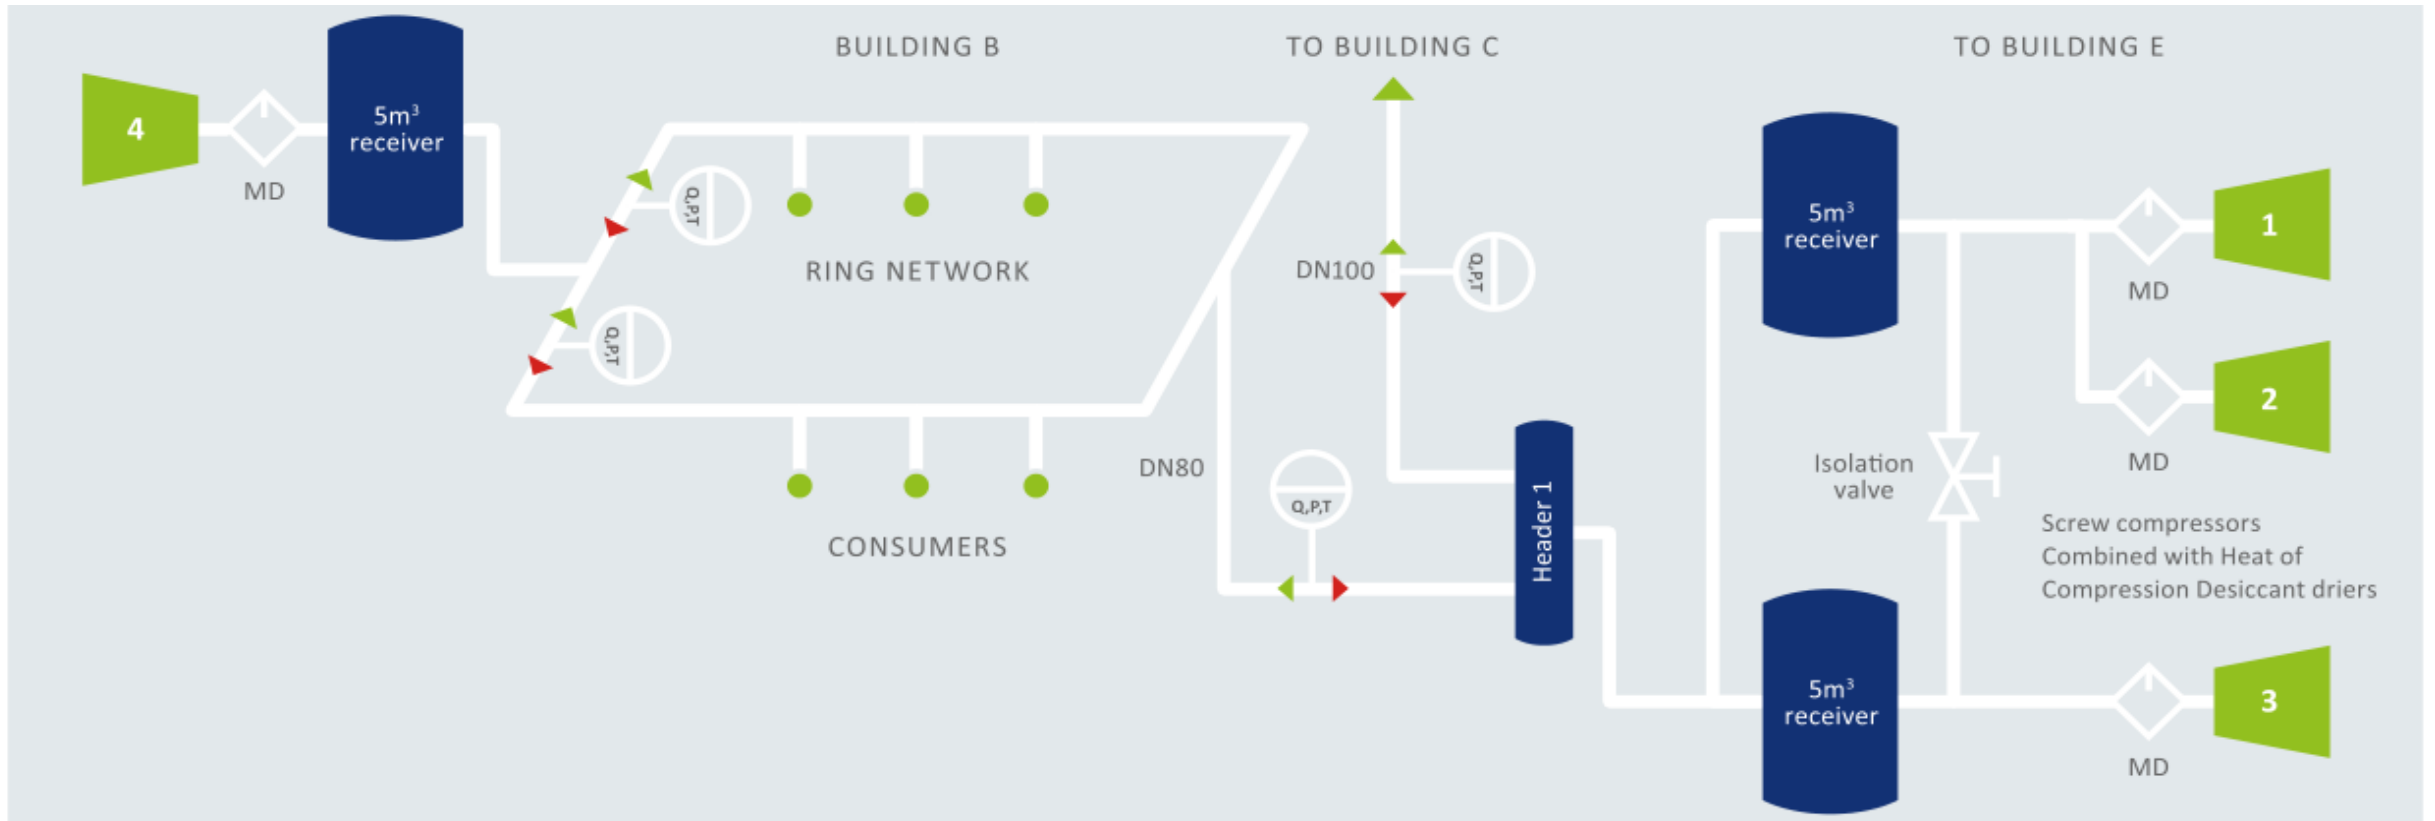 BUILDING B
TO BUILDING C
TO BUILDING E
4
MD
5m³
receiver
Q,P,T
Q,P,T
RING NETWORK
CONSUMERS
DN100
Q,P,T
DN80
Q,P,T
Header 1
5m³
receiver
1
MD
2
MD
Isolation
valve
Screw compressors
Combined with Heat of
Compression Desiccant driers
5m³
receiver
3
MD